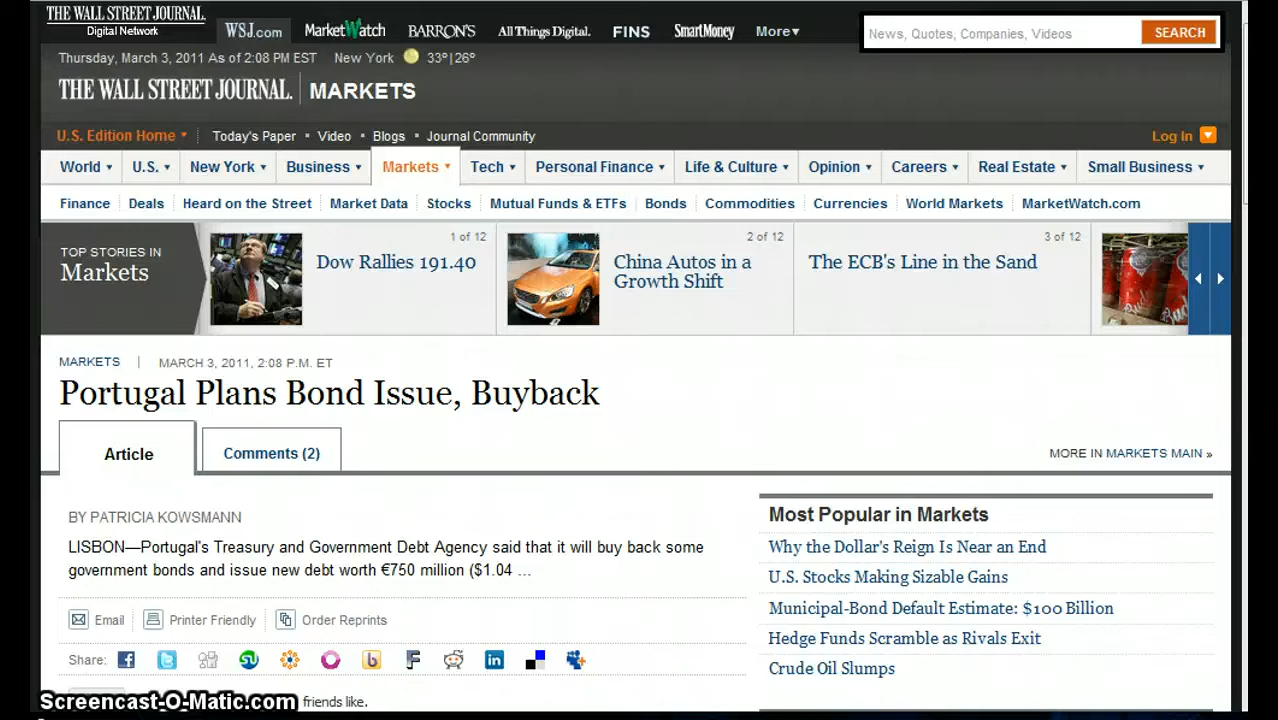 THE WALL STREET JOURNAL.
Digital Network
WSJ.com MarketWatch BARRON'S All Things Digital. FINS SmartMoney More▾
News, Quotes, Companies, Videos SEARCH
Thursday, March 3, 2011 As of 2:08 PM EST New York 33º | 26º
THE WALL STREET JOURNAL. MARKETS
U.S. Edition Home ▾ Today's Paper • Video • Blogs • Journal Community Log In
World ▾ U.S. ▾ New York ▾ Business ▾ Markets ▾ Tech ▾ Personal Finance ▾ Life & Culture ▾ Opinion ▾ Careers ▾ Real Estate ▾ Small Business ▾
Finance Deals Heard on the Street Market Data Stocks Mutual Funds & ETFs Bonds Commodities Currencies World Markets MarketWatch.com
TOP STORIES IN
Markets
1 of 12
Dow Rallies 191.40
2 of 12
China Autos in a
Growth Shift
3 of 12
The ECB's Line in the Sand
MARKETS | MARCH 3, 2011, 2:08 P.M. ET
Portugal Plans Bond Issue, Buyback
Article Comments (2) MORE IN MARKETS MAIN »
BY PATRICIA KOWSMANN
LISBON—Portugal's Treasury and Government Debt Agency said that it will buy back some
government bonds and issue new debt worth €750 million ($1.04 ...
Email Printer Friendly Order Reprints
Share:
friends like.
Most Popular in Markets
Why the Dollar's Reign Is Near an End
U.S. Stocks Making Sizable Gains
Municipal-Bond Default Estimate: $100 Billion
Hedge Funds Scramble as Rivals Exit
Crude Oil Slumps
Screencast-O-Matic.com